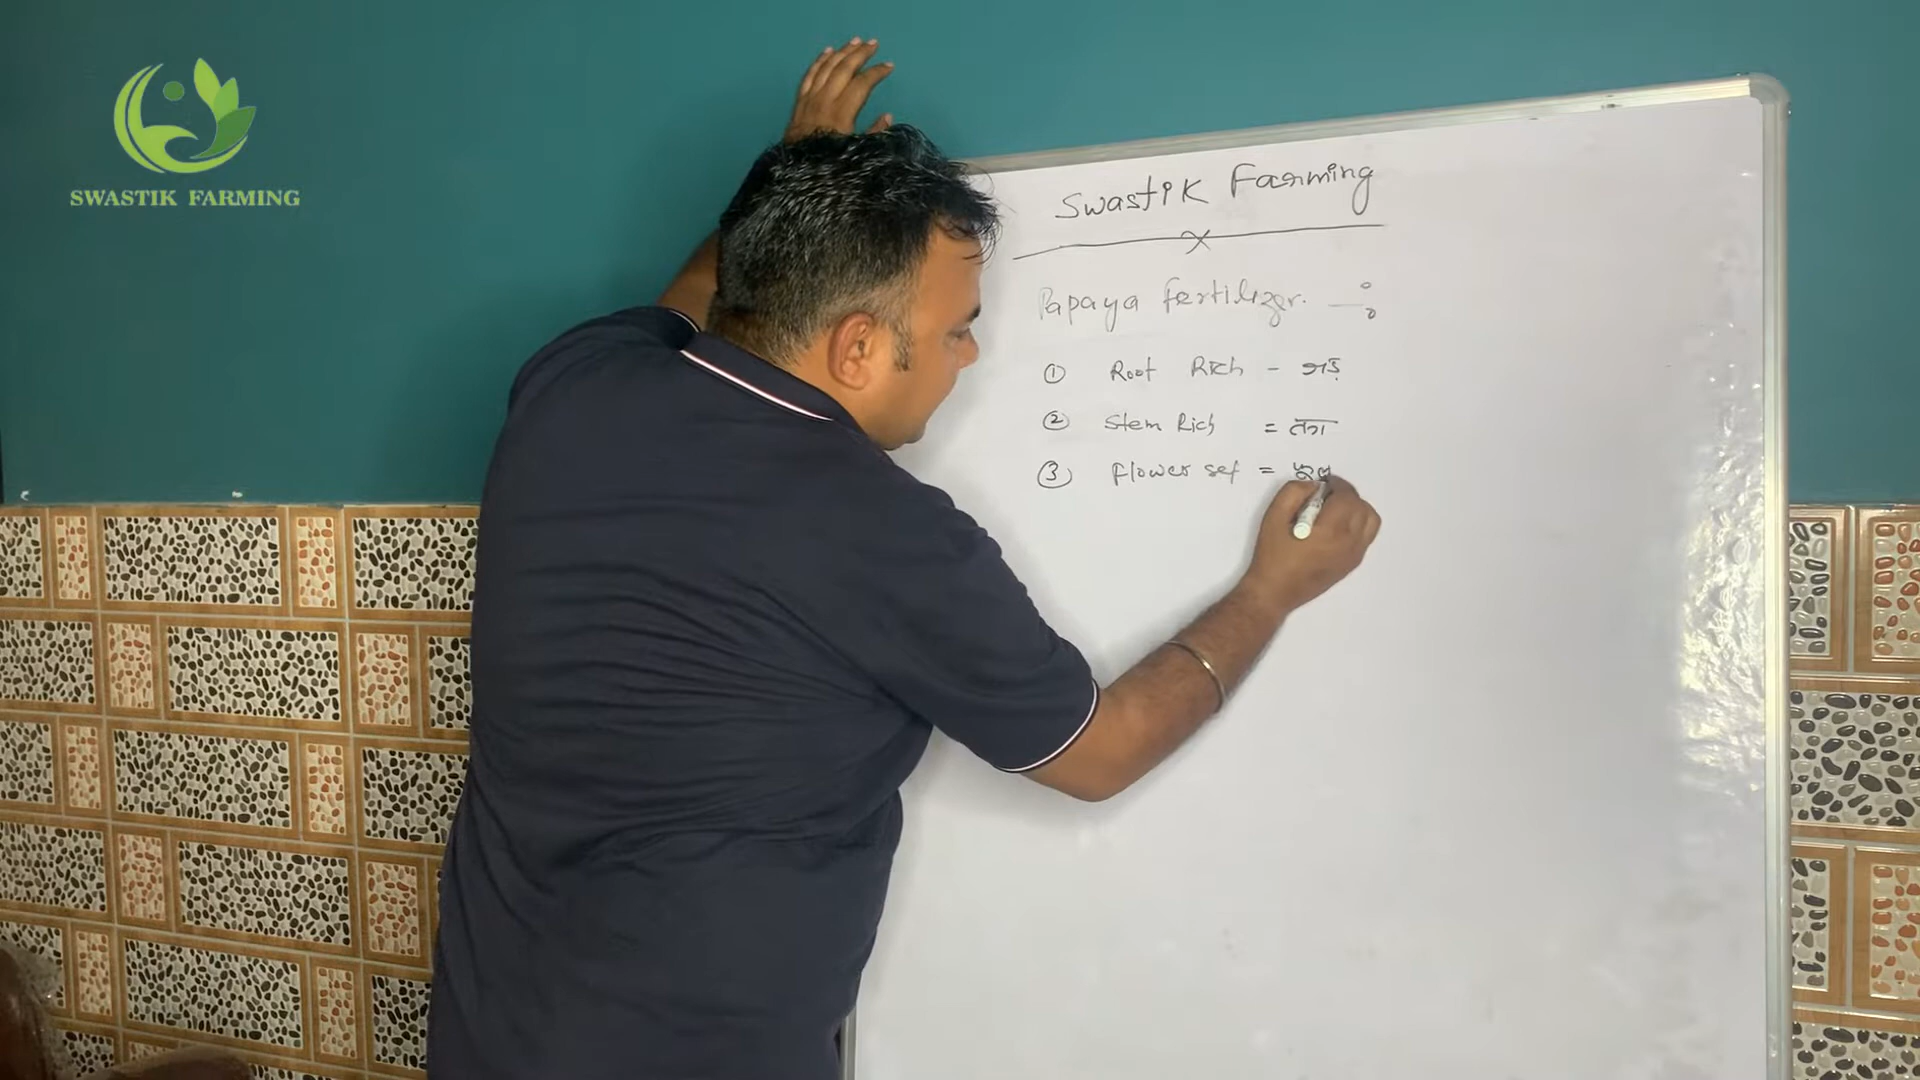 SWASTIK FARMING
Swastik Farming
Papaya fertilizer. —:
① Root Rich - जड़
② Stem Rich = तना
③ Flower set =